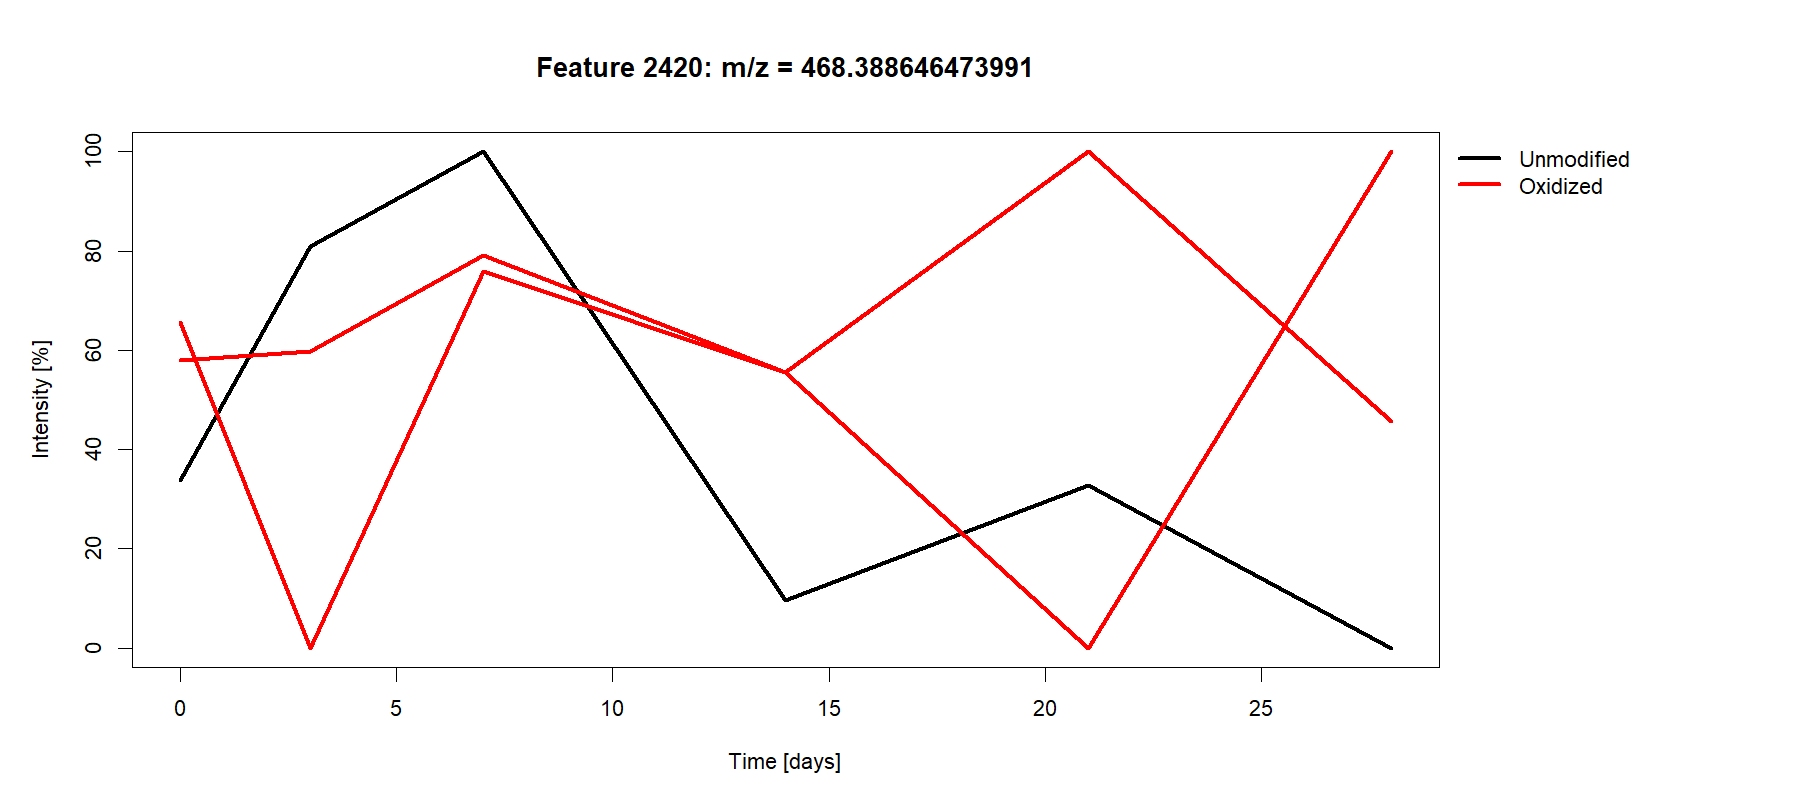 Feature 2420: m/z = 468.388646473991
Unmodified
Oxidized
Intensity [%]
100
80
60
40
20
0
0 5 10 15 20 25
Time [days]